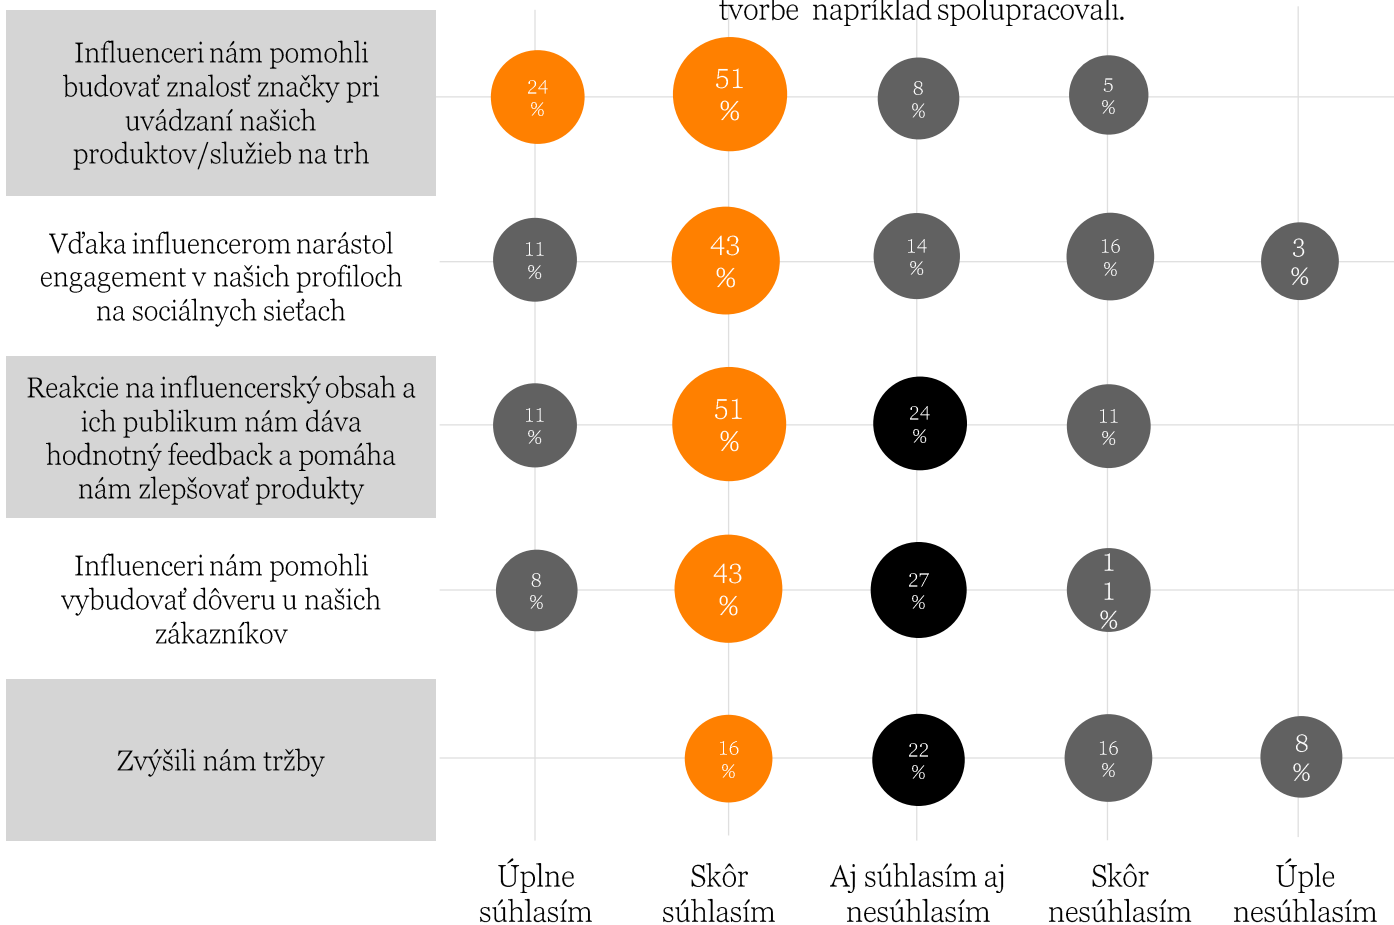 tvorbe napríklad spolupracovali.
Influenceri nám pomohli
budovať znalosť značky pri
uvádzaní našich
produktov/služieb na trh
24
%
51
%
8
%
5
%
Vďaka influencerom narástol
engagement v našich profiloch
na sociálnych sieťach
11
%
43
%
14
%
16
%
3
%
Reakcie na influencerský obsah a
ich publikum nám dáva
hodnotný feedback a pomáha
nám zlepšovať produkty
11
%
51
%
24
%
11
%
Influenceri nám pomohli
vybudovať dôveru u našich
zákazníkov
8
%
43
%
27
%
1
1
%
Zvýšili nám tržby
16
%
22
%
16
%
8
%
Úplne
súhlasím
Skôr
súhlasím
Aj súhlasím aj
nesúhlasím
Skôr
nesúhlasím
Úple
nesúhlasím